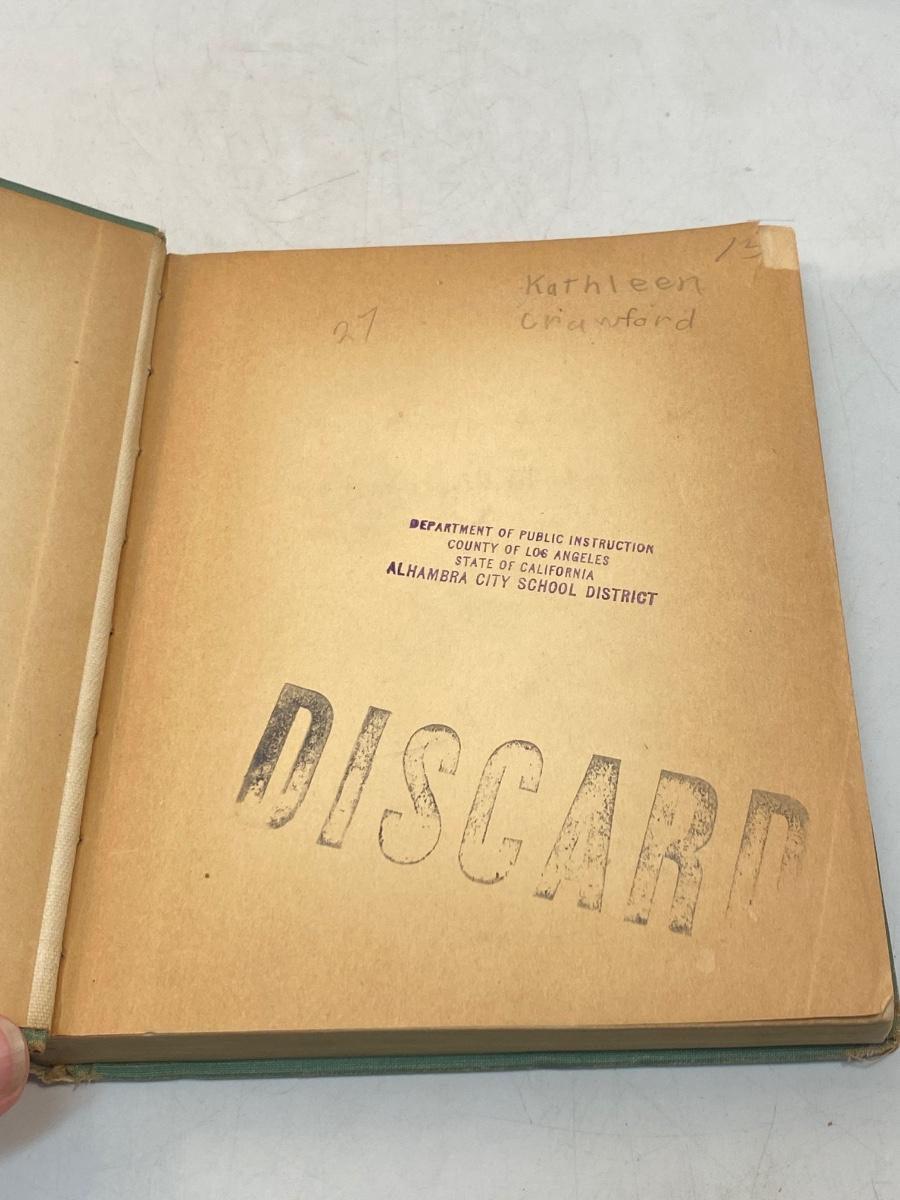 13
Kathleen
27
Crawford
DEPARTMENT OF PUBLIC INSTRUCTION
COUNTY OF LOS ANGELES
STATE OF CALIFORNIA
ALHAMBRA CITY SCHOOL DISTRICT
DISCARD